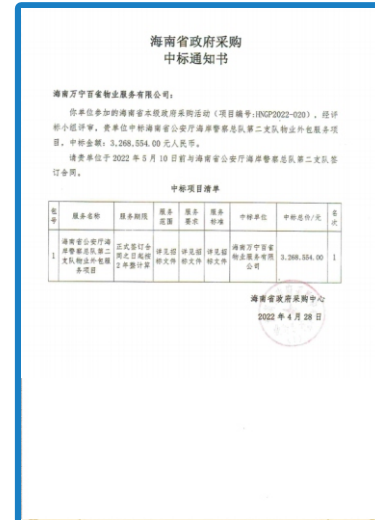 海南省政府采购
中标通知书
海南万宁百雀物业服务有限公司：
你单位参加的海南省本级政府采购活动（项目编号:HNGP2022-020），经评
标小组评审，贵单位中标海南省公安厅海岸警察总队第二支队物业外包服务项
目。中标金额：3,268,554.00元人民币。
请贵单位于2022年5月10日前与海南省公安厅海岸警察总队第二支队签
订合同。
中标项目清单
包号 服务名称 服务期限 服务范围 服务要求 服务标准 中标单位 中标总价/元 名次
1 海南省公安厅海岸警察总队第二支队物业外包服务项目 正式签订合同之日起按2年整计算 详见招标文件 详见招标文件 详见招标文件 海南万宁百雀物业服务有限公司 3,268,554.00 1
海南省政府采购中心
2022年4月28日